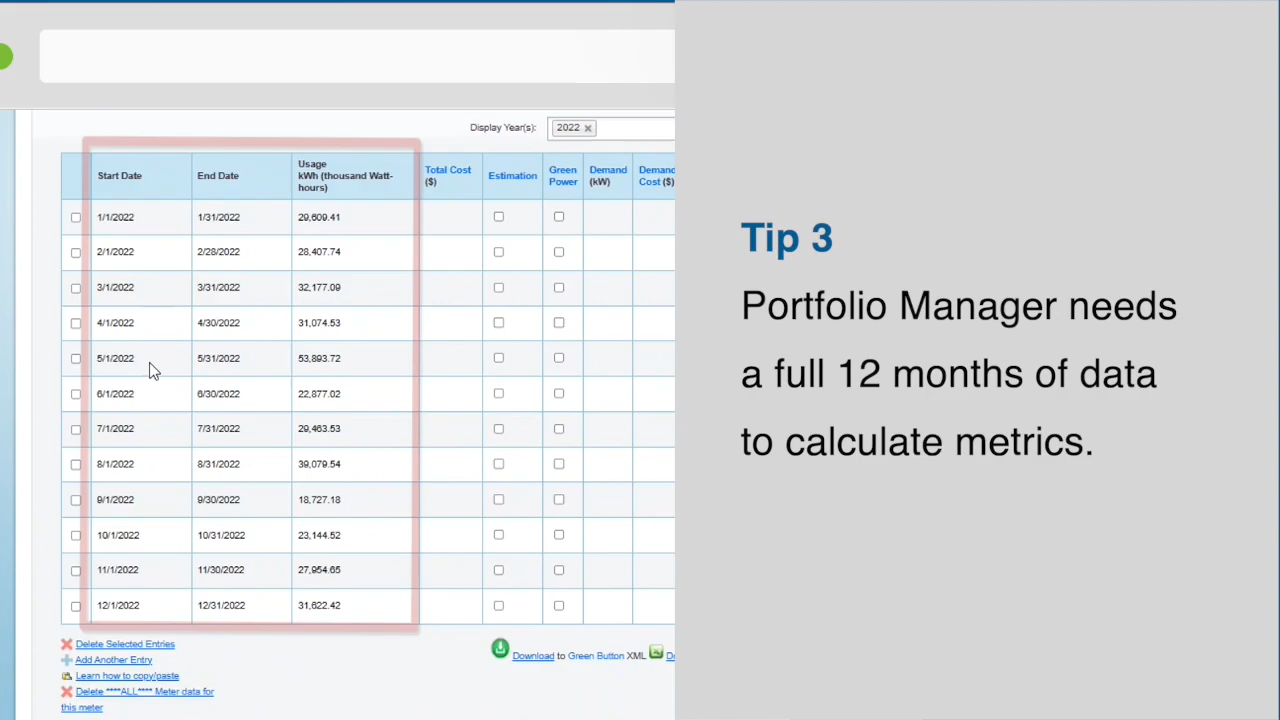 Display Year(s): 2022
Start Date End Date Usage kWh (thousand Watt-hours) Total Cost ($) Estimation Green Power Demand (kW) Demand Cost ($)
1/1/2022 1/31/2022 29,609.41
2/1/2022 2/28/2022 28,407.74
3/1/2022 3/31/2022 32,177.09
4/1/2022 4/30/2022 31,074.53
5/1/2022 5/31/2022 53,893.72
6/1/2022 6/30/2022 22,877.02
7/1/2022 7/31/2022 29,463.53
8/1/2022 8/31/2022 39,079.54
9/1/2022 9/30/2022 18,727.18
10/1/2022 10/31/2022 23,144.52
11/1/2022 11/30/2022 27,954.65
12/1/2022 12/31/2022 31,622.42
Delete Selected Entries
Add Another Entry
Learn how to copy/paste
Delete ****ALL**** Meter data for
this meter
Download to Green Button XML
Tip 3
Portfolio Manager needs
a full 12 months of data
to calculate metrics.